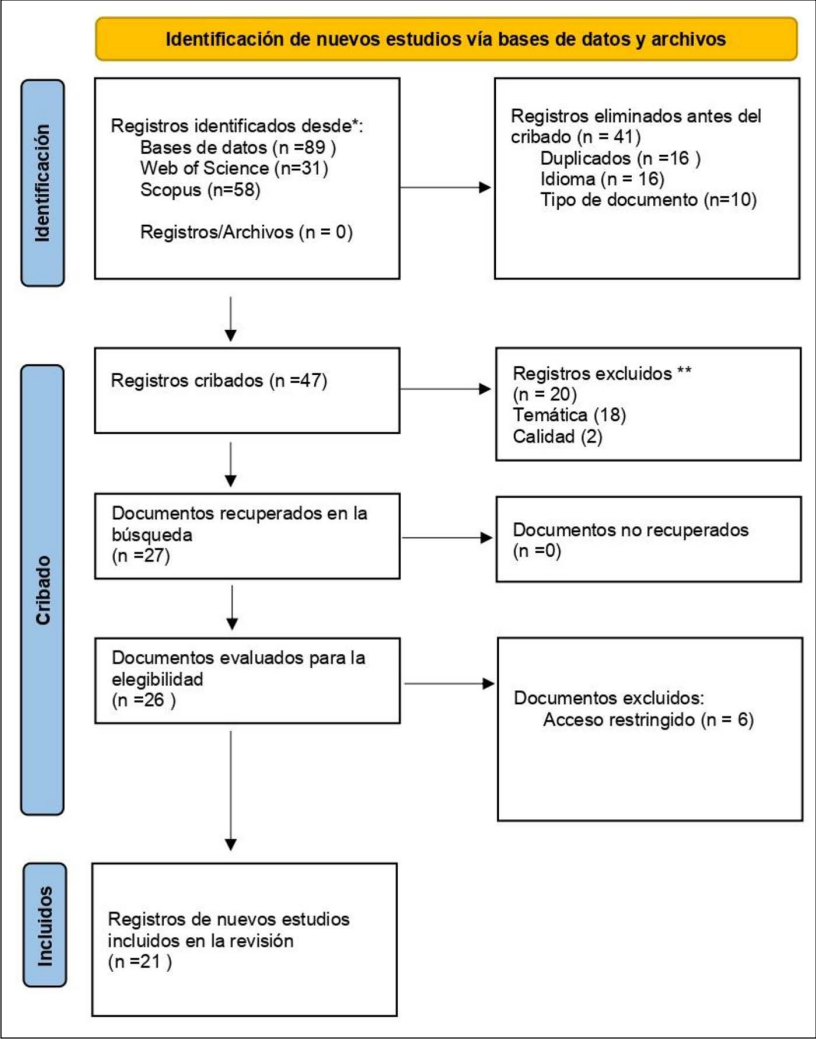 Identificación de nuevos estudios vía bases de datos y archivos
Identificación
Registros identificados desde*:
Bases de datos (n =89 )
Web of Science (n=31)
Scopus (n=58)
Registros/Archivos (n = 0)
Registros eliminados antes del
cribado (n = 41)
Duplicados (n =16 )
Idioma (n = 16)
Tipo de documento (n=10)
Cribado
Registros cribados (n =47)
Registros excluidos **
(n = 20)
Temática (18)
Calidad (2)
Documentos recuperados en la
búsqueda
(n =27)
Documentos no recuperados
(n =0)
Documentos evaluados para la
elegibilidad
(n =26 )
Documentos excluidos:
Acceso restringido (n = 6)
Incluidos
Registros de nuevos estudios
incluidos en la revisión
(n =21 )